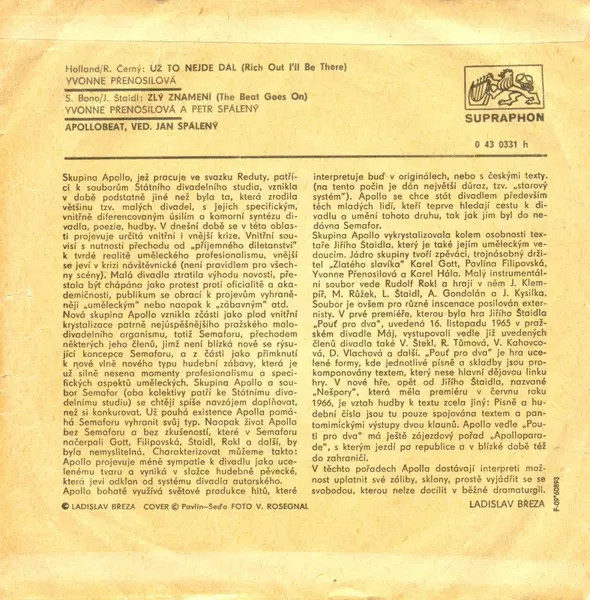 Holland/R. Černý: UŽ TO NEJDE DÁL (Rich Out I'll Be There)
YVONNE PŘENOSILOVÁ
S. Bono/J. Staidl: ZLÝ ZNAMENÍ (The Beat Goes On)
YVONNE PŘENOSILOVÁ A PETR SPÁLENÝ
APOLLOBEAT, VED. JAN SPÁLENÝ
SUPRAPHON
0 43 0331 h
Skupina Apollo, jež pracuje ve svazku Reduty, patří-
cí k souborům Státního divadelního studia, vznikla
v době podstatně jiné než byla ta, která zrodila
většinu tzv. malých divadel, s jejich specifickým,
vnitřně diferencovaným úsilím o komorní syntézu di-
vadla, poezie, hudby. V dnešní době se v této oblas-
ti projevuje určitá vnitřní i vnější krize. Vnitřní sou-
visí s nutností přechodu od „příjemného diletantství"
k tvrdé realitě uměleckého profesionalismu, vnější
se jeví v krizi návštěvnické (není pravidlem pro všech-
ny scény). Malá divadla ztratila výhodu novosti, pře-
stala být chápána jako protest proti oficialitě a aka-
demičnosti, publikum se obrací k projevům vyhraně-
něji „uměleckým" nebo naopak k „zábavným" atd.
Nová skupina Apollo vznikla zčásti jako plod vnitřní
krystalizace patrně nejúspěšnějšího pražského malo-
divadelního organismu, totiž Semaforu, přechodem
některých jeho členů, jimž není blízká nově se rýsu-
jící koncepce Semaforu, a z části jako přimknutí
k nové vlně nového typu hudební zábavy, která je
už silně nesena momenty profesionalismu a speci-
fických aspektů uměleckých. Skupina Apollo a sou-
bor Semafor (oba kolektivy patří ke Státnímu diva-
delnímu studiu) se chtějí spíše navzájem doplňovat,
než si konkurovat. Už pouhá existence Apolla pomá-
há Semaforu vyhranit svůj typ. Naopak život Apolla
bez Semaforu a bez zkušeností, které v Semaforu
načerpali Gott, Filipovská, Štaidl, Rokl a další, by
byla nemyslitelná. Charakterizovat můžeme takto:
Apollo projevuje méně sympatie k divadlu jako uce-
lenému tvaru a vyniká v složce hudebně pěvecké,
která jeví odklon od systému divadla autorského.
Apollo bohatě využívá světové produkce hitů, které
interpretuje buď v originálech, nebo s českými texty.
(na tento počin je dán největší důraz, tzv. „starový
systém"). Apollo se chce stát divadlem především
těch mladých lidí, kteří teprve hledají cestu k di-
vadlu a umění tohoto druhu, tak jak jím byl do ne-
dávna Semafor.
Skupina Apollo vykrystalizovala kolem osobnosti tex-
taře Jiřího Štaidla, který je také jejím uměleckým ve-
doucím. Jádro skupiny tvoří zpěváci, trojnásobný drži-
tel „Zlatého slavíka" Karel Gott, Pavlína Filipovská,
Yvonne Přenosilová a Karel Hála. Malý instrumentál-
ní soubor vede Rudolf Rokl a hrají v něm J. Klem-
píř, M. Růžek, L. Štaidl, A. Gondolán a J. Kysilka.
Soubor je ovšem pro různé inscenace posilován exter-
nisty. V prvé premiéře, kterou byla hra Jiřího Štaidla
„Pouť pro dva", uvedená 16. listopadu 1965 v praž-
ském divadle Máj, vystupovali vedle již uvedených
členů divadla také V. Štekl, R. Tůmová, V. Kahovco-
vá, D. Vlachová a další. „Pouť pro dva" je hra uce-
lené formy, kde jednotlivé písně a skladby jsou pro-
komponovány textem, který nese hlavní dějovou linku
hry. V nové hře, opět od Jiřího Štaidla, nazvané
„Nešpory", která měla premiéru v červnu roku
1966, je vztah hudby k textu zcela jiný: Písně a hu-
dební číslo jsou tu pouze spojována textem a pan-
tomimickými výstupy dvou klaunů. Apollo vedle „Pou-
ti pro dva" má ještě zájezdový pořad „Apollopara-
de", s kterým jezdí po republice a v blízké době též
do zahraničí.
V těchto pořadech Apolla dostávají interpreti mož-
nost uplatnit své záliby, sklony, prostě vyjádřit se se
svobodou, kterou nelze docílit v běžné dramaturgii.
© LADISLAV BREZA COVER © Pavlín–Seďa FOTO V. ROSEGNAL
LADISLAV BREZA
F-09*60893